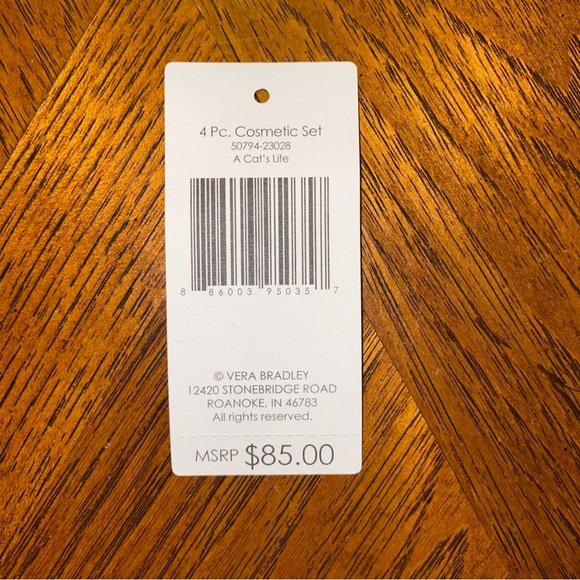 4 Pc. Cosmetic Set
50794-23028
A Cat's Life
8 86003 95035 7
© VERA BRADLEY
12420 STONEBRIDGE ROAD
ROANOKE, IN 46783
All rights reserved.
MSRP $85.00